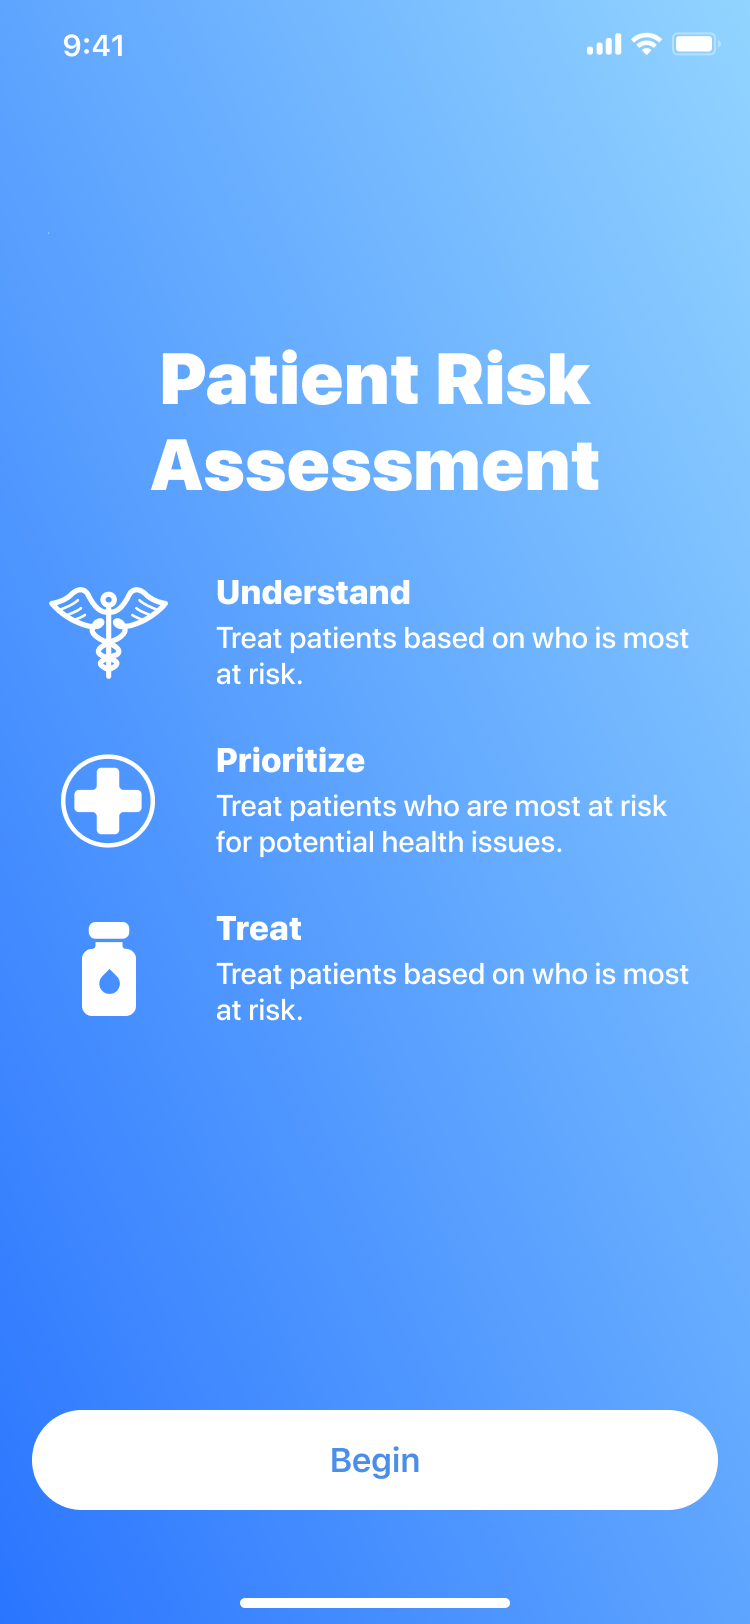 9:41
Patient Risk
Assessment
Understand
Treat patients based on who is most
at risk.
Prioritize
Treat patients who are most at risk
for potential health issues.
Treat
Treat patients based on who is most
at risk.
Begin